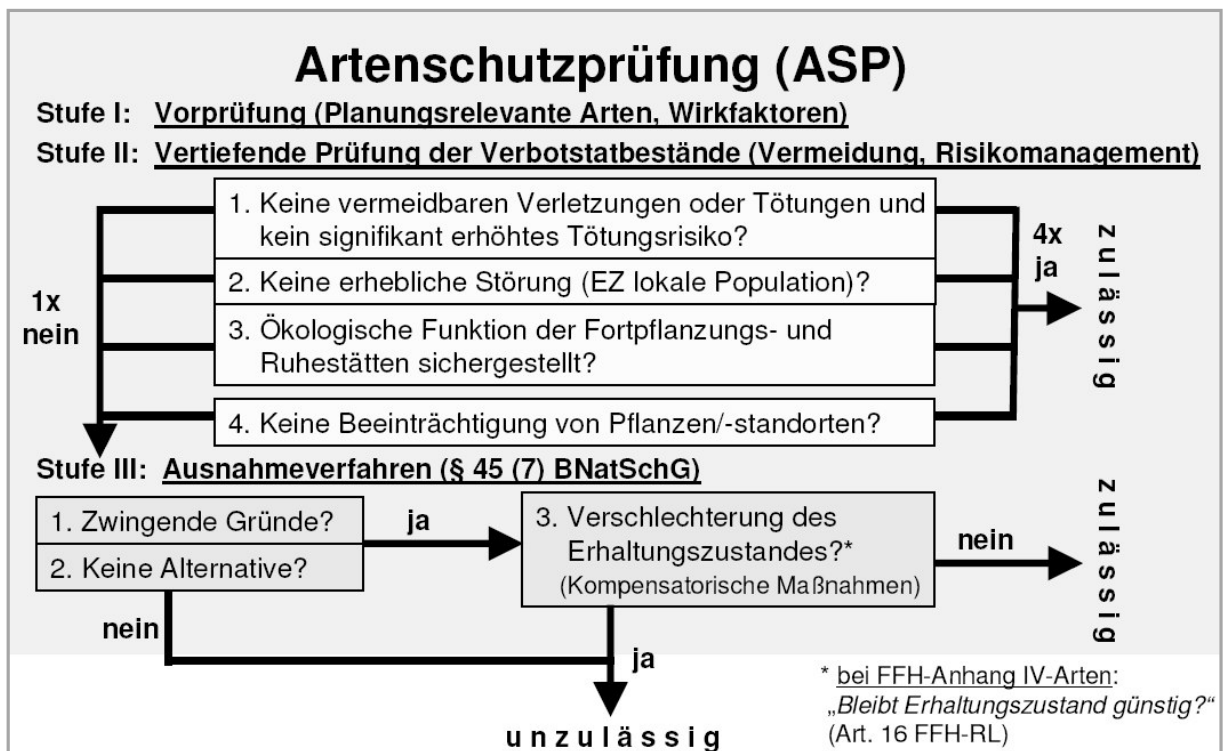 Artenschutzprüfung (ASP)
Stufe I: Vorprüfung (Planungsrelevante Arten, Wirkfaktoren)
Stufe II: Vertiefende Prüfung der Verbotstatbestände (Vermeidung, Risikomanagement)
1. Keine vermeidbaren Verletzungen oder Tötungen und
kein signifikant erhöhtes Tötungsrisiko?
2. Keine erhebliche Störung (EZ lokale Population)?
3. Ökologische Funktion der Fortpflanzungs- und
Ruhestätten sichergestellt?
4. Keine Beeinträchtigung von Pflanzen/-standorten?
1x
nein
4x
ja
zulässig
Stufe III: Ausnahmeverfahren (§ 45 (7) BNatSchG)
1. Zwingende Gründe?
2. Keine Alternative?
ja
3. Verschlechterung des
Erhaltungszustandes?*
(Kompensatorische Maßnahmen)
nein
zulässig
nein
ja
unzulässig
* bei FFH-Anhang IV-Arten:
„Bleibt Erhaltungszustand günstig?“
(Art. 16 FFH-RL)